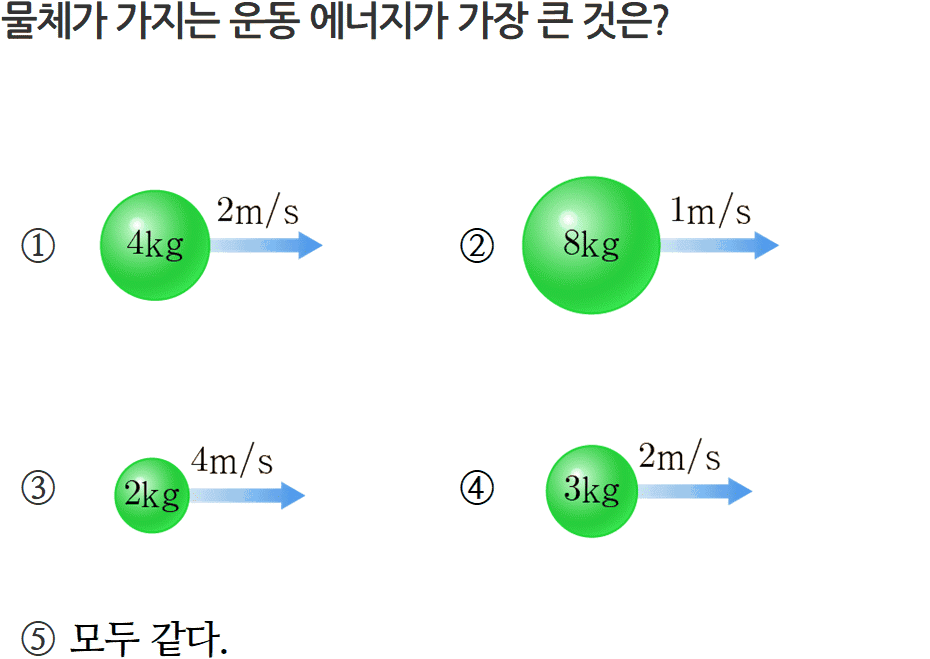 물체가 가지는 운동 에너지가 가장 큰 것은?
① 4kg 2m/s
② 8kg 1m/s
③ 2kg 4m/s
④ 3kg 2m/s
⑤ 모두 같다.